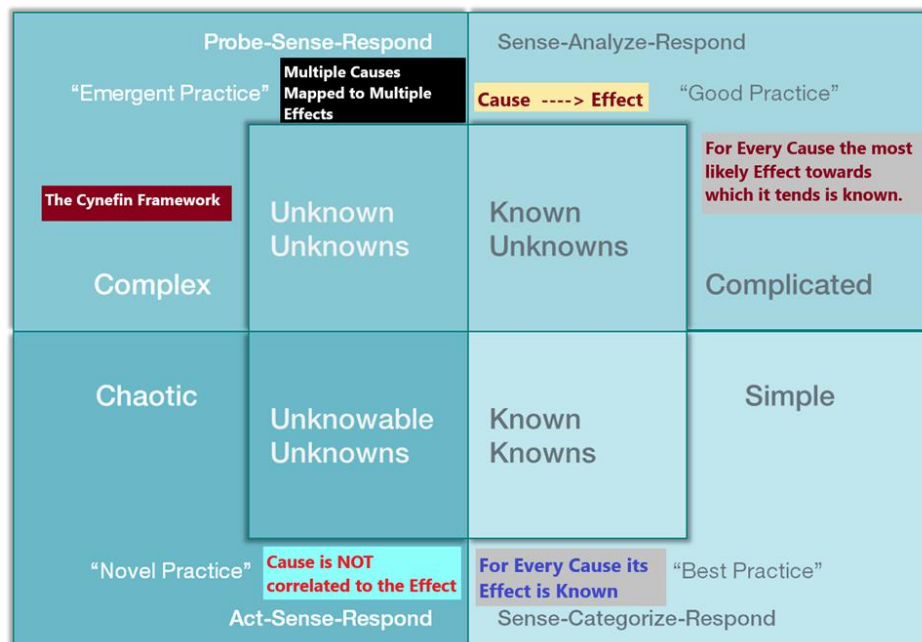 Probe-Sense-Respond
Sense-Analyze-Respond
“Emergent Practice”
Multiple Causes
Mapped to Multiple
Effects
Cause ----> Effect
“Good Practice”
For Every Cause the most
likely Effect towards
which it tends is known.
The Cynefin Framework
Unknown
Unknowns
Known
Unknowns
Complex
Complicated
Chaotic
Unknowable
Unknowns
Known
Knowns
Simple
“Novel Practice”
Cause is NOT
correlated to the Effect
For Every Cause its
Effect is Known
“Best Practice”
Act-Sense-Respond
Sense-Categorize-Respond